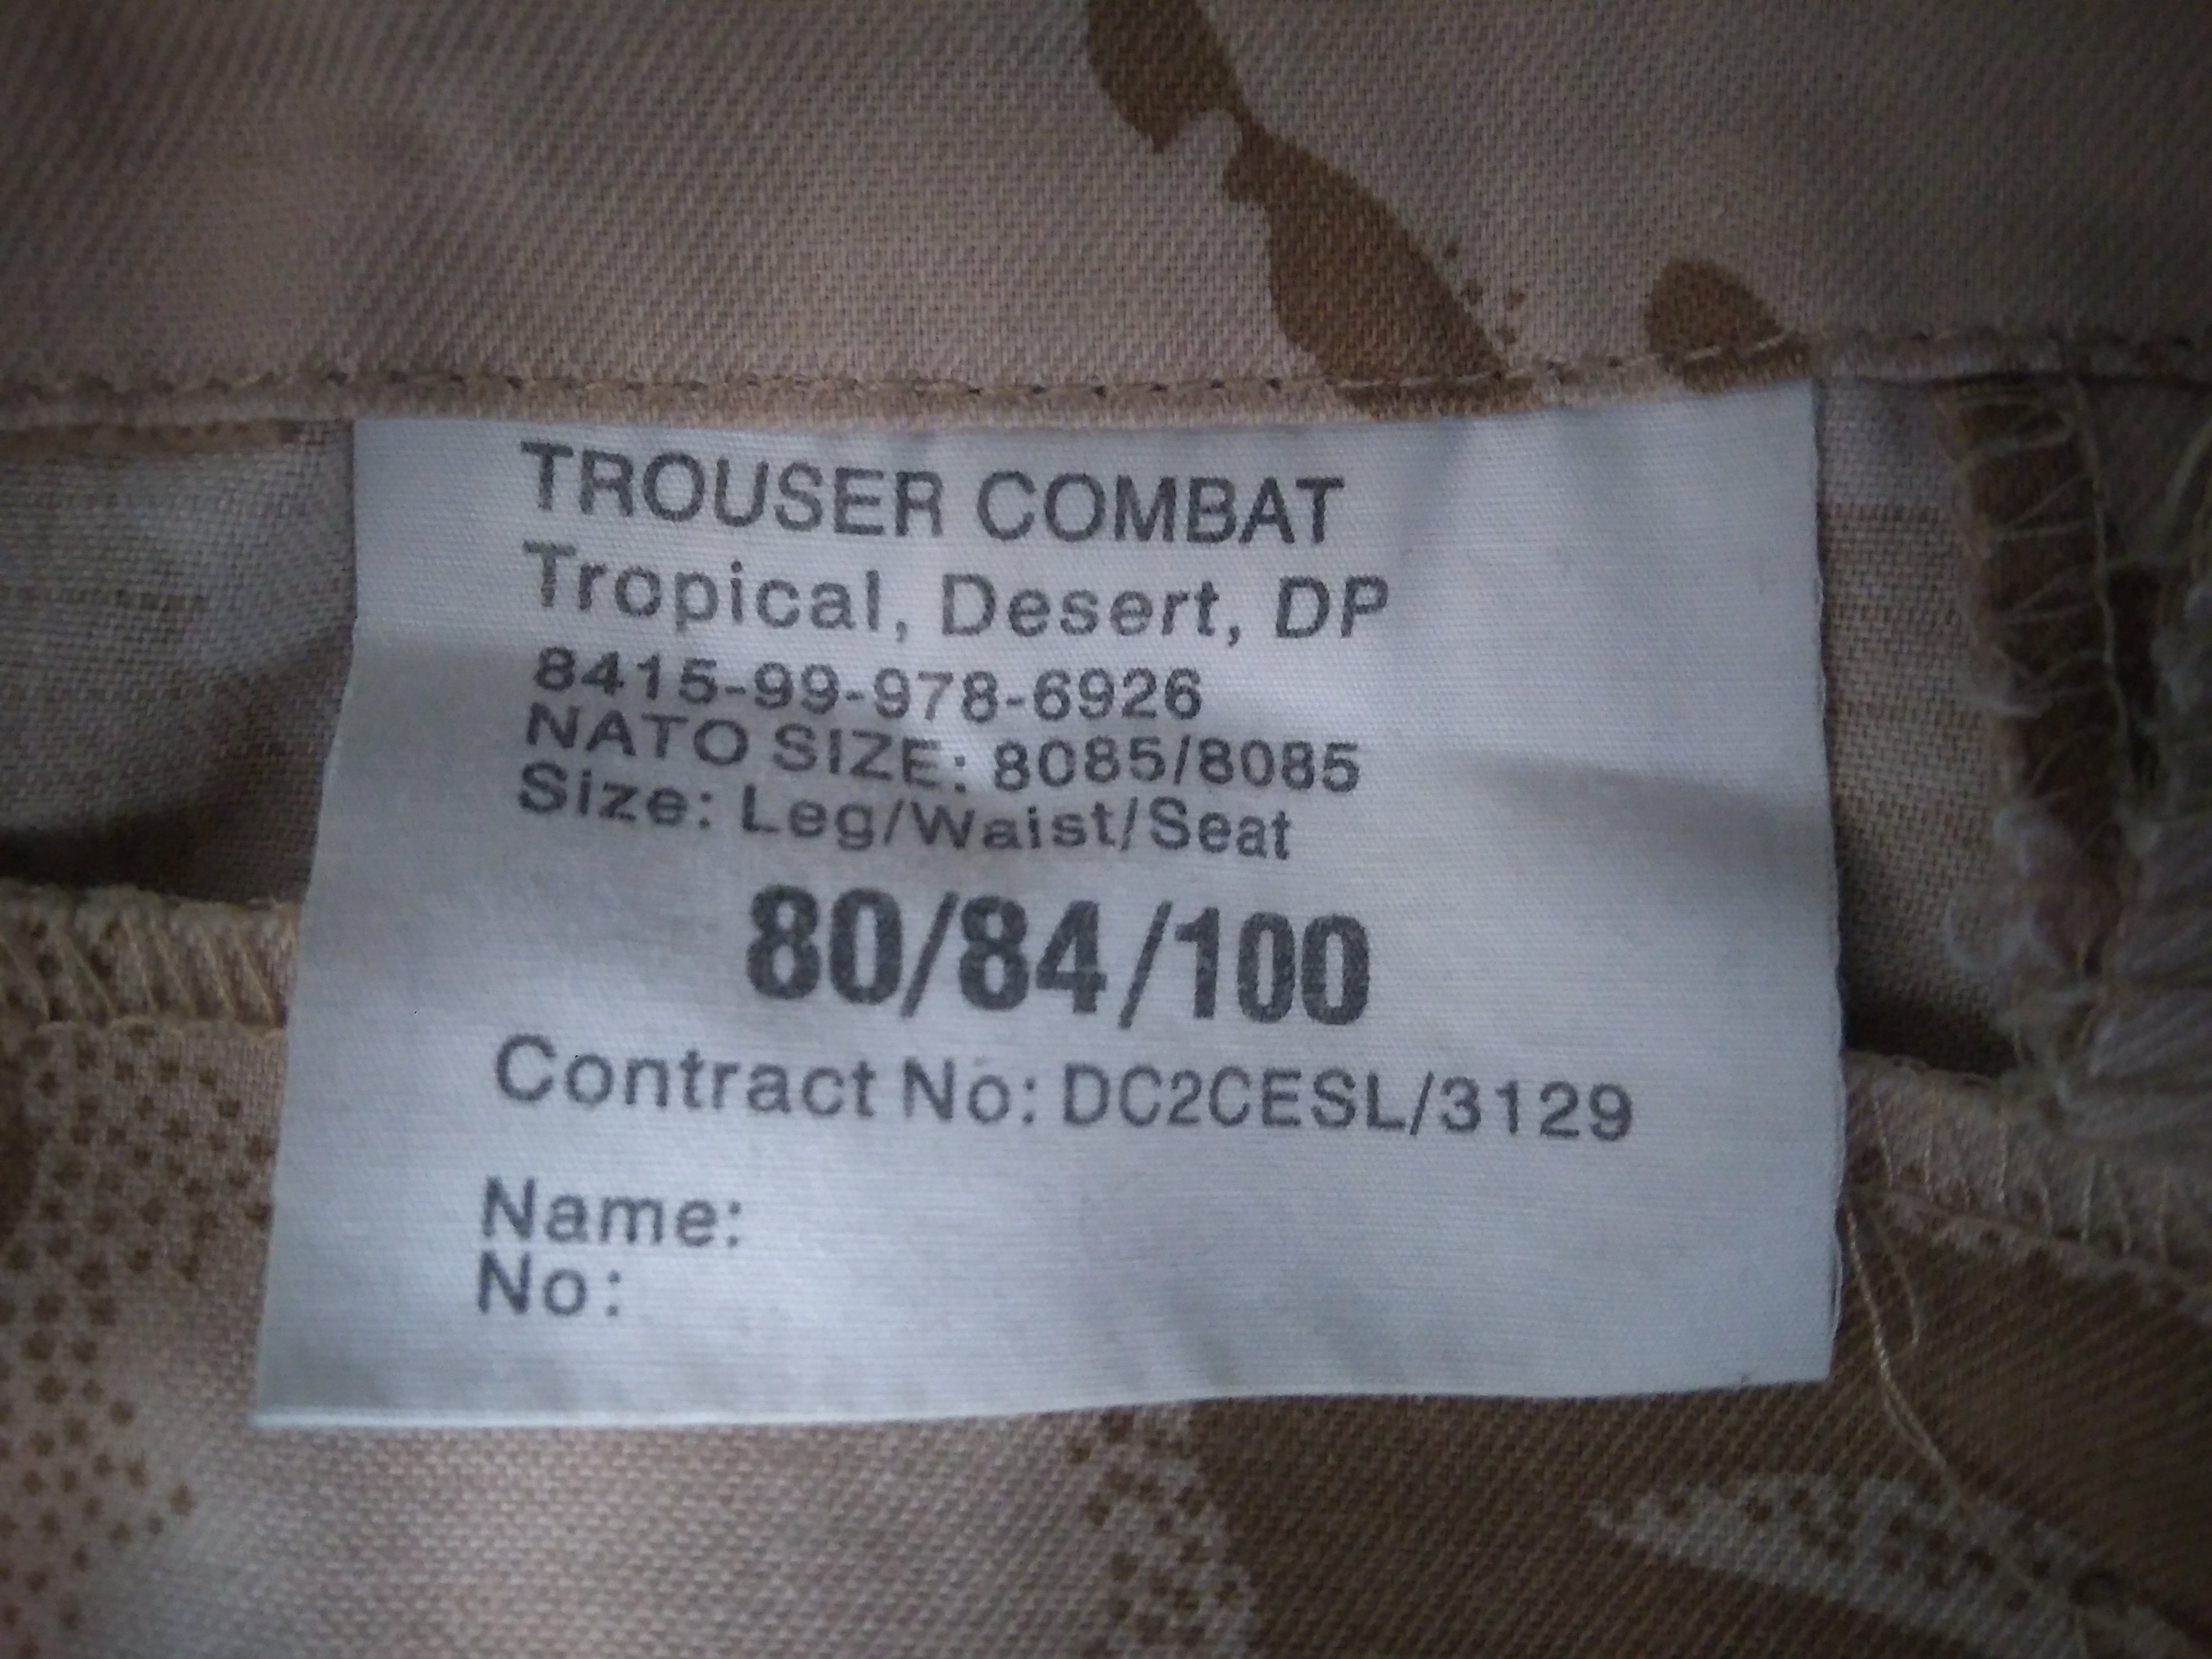 TROUSER COMBAT
Tropical, Desert, DP
8415-99-978-6926
NATO SIZE: 8085/8085
Size: Leg/Waist/Seat
80/84/100
Contract No: DC2CESL/3129
Name:
No: